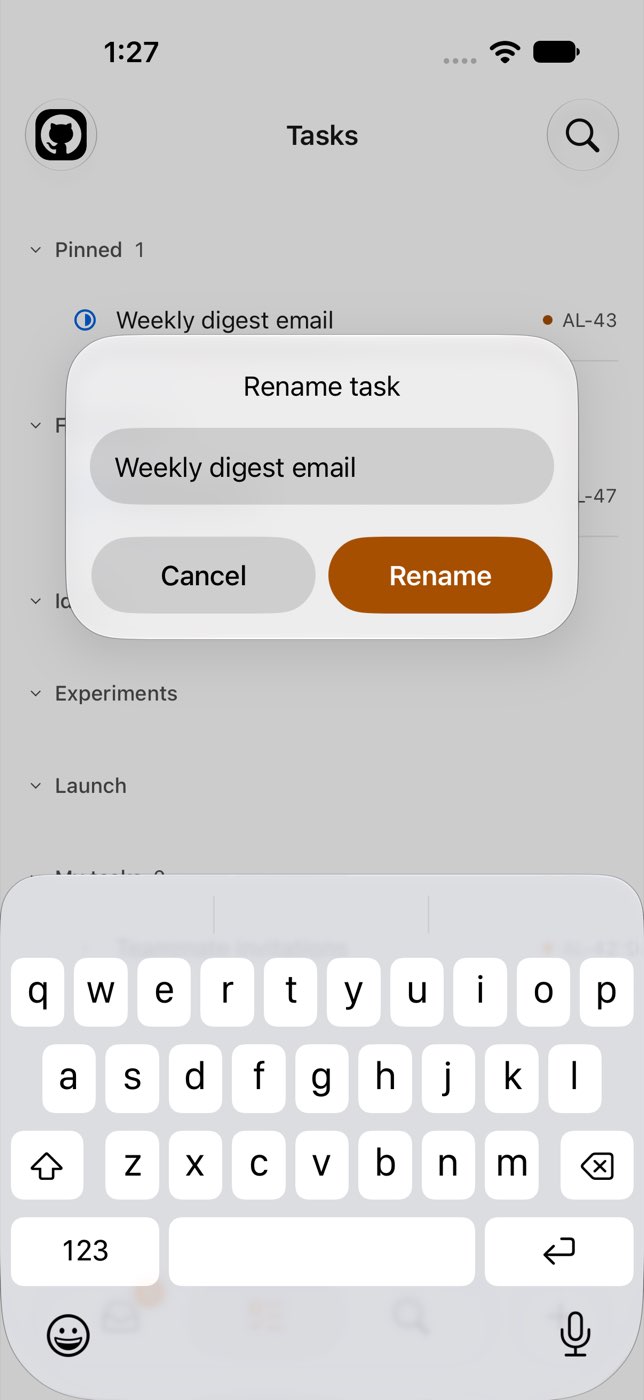 1:27
Tasks
Pinned 1
Weekly digest email
AL-43
Rename task
Weekly digest email
-47
Cancel
Rename
Experiments
Launch
q w e r t y u i o p
a s d f g h j k l
z x c v b n m
123